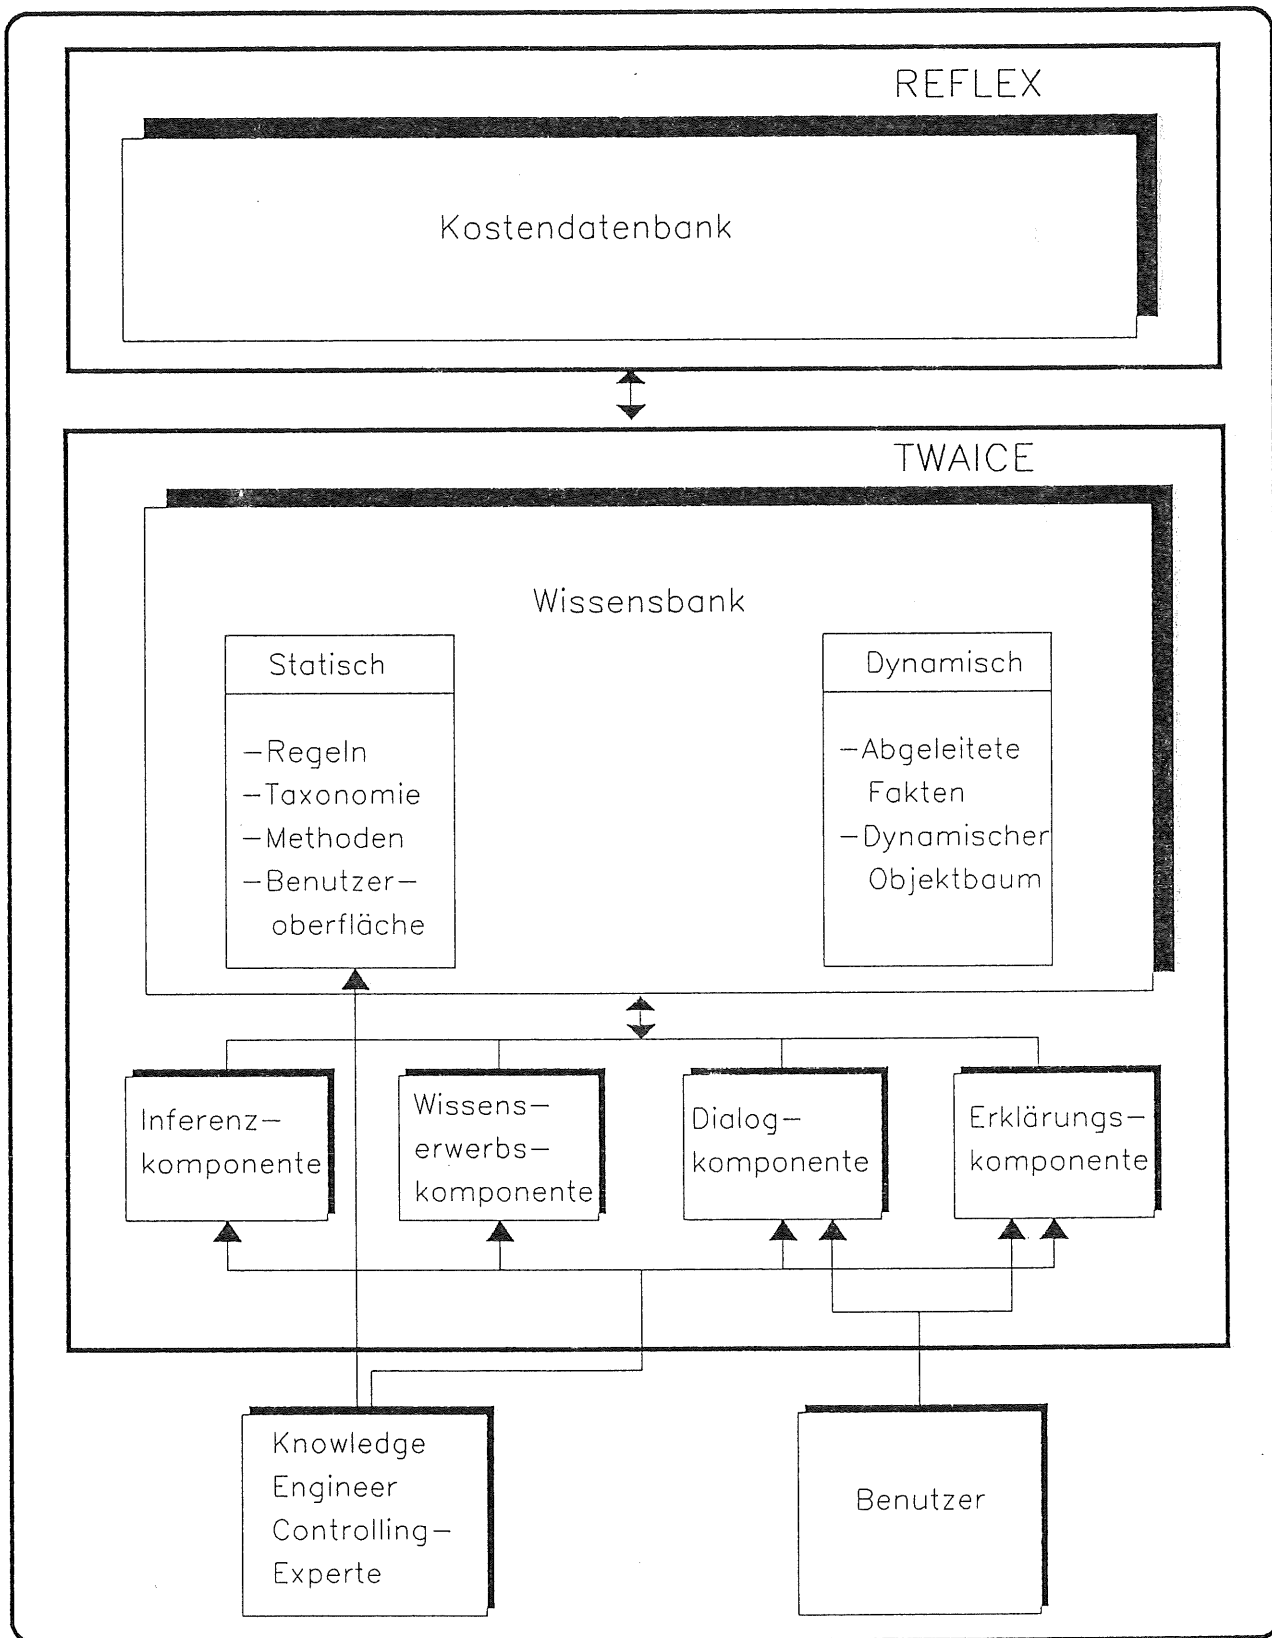 REFLEX
Kostendatenbank
TWAICE
Wissensbank
Statisch
-Regeln
-Taxonomie
-Methoden
-Benutzer-
oberfläche
Dynamisch
-Abgeleitete
Fakten
-Dynamischer
Objektbaum
Inferenz-
komponente
Wissens-
erwerbs-
komponente
Dialog-
komponente
Erklärungs-
komponente
Knowledge
Engineer
Controlling-
Experte
Benutzer